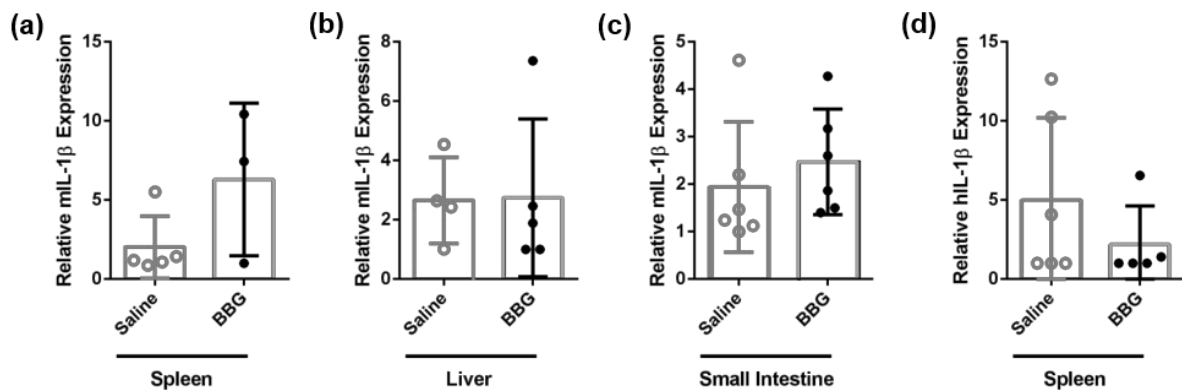 (a)
Relative mIL-1β Expression
15
10
5
0
Saline
BBG
Spleen
(b)
Relative mIL-1β Expression
8
6
4
2
0
Saline
BBG
Liver
(c)
Relative mIL-1β Expression
5
4
3
2
1
0
Saline
BBG
Small Intestine
(d)
Relative hIL-1β Expression
15
10
5
0
Saline
BBG
Spleen